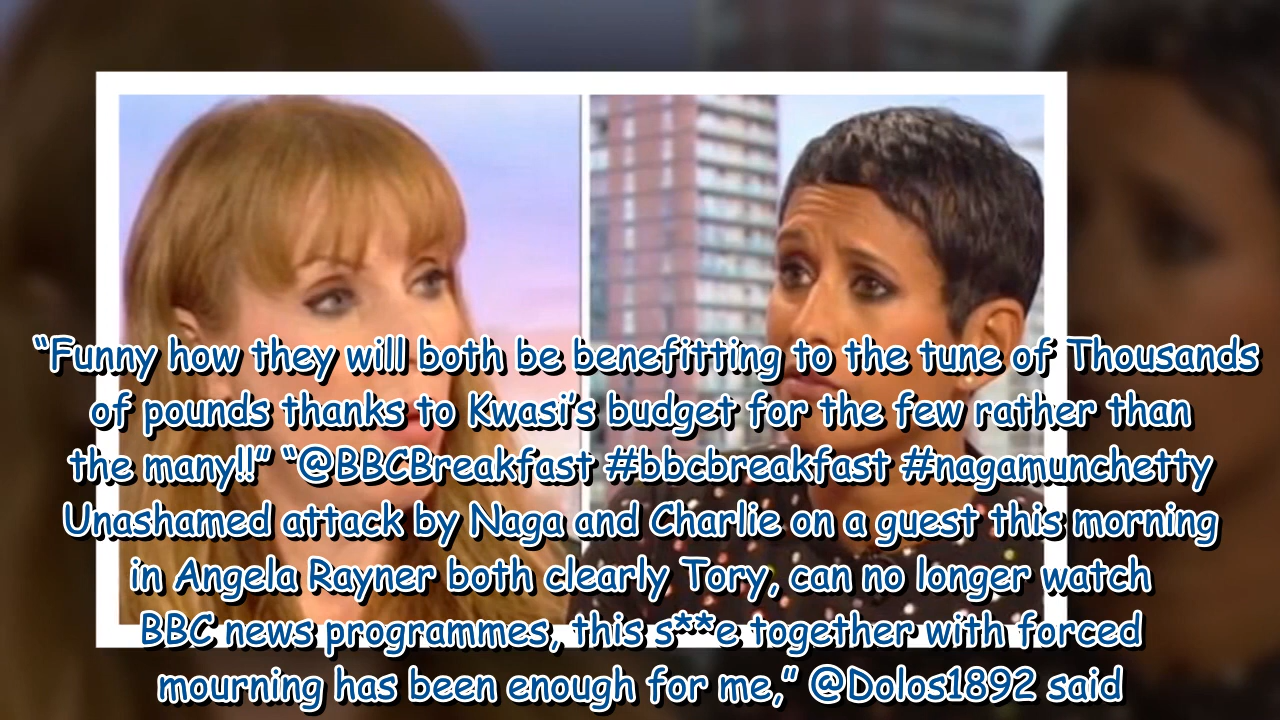 “Funny how they will both be benefitting to the tune of Thousands
of pounds thanks to Kwasi’s budget for the few rather than
the many!!” “@BBCBreakfast #bbcbreakfast #nagamunchetty
Unashamed attack by Naga and Charlie on a guest this morning
in Angela Rayner both clearly Tory, can no longer watch
BBC news programmes, this s**e together with forced
mourning has been enough for me,” @Dolos1892 said